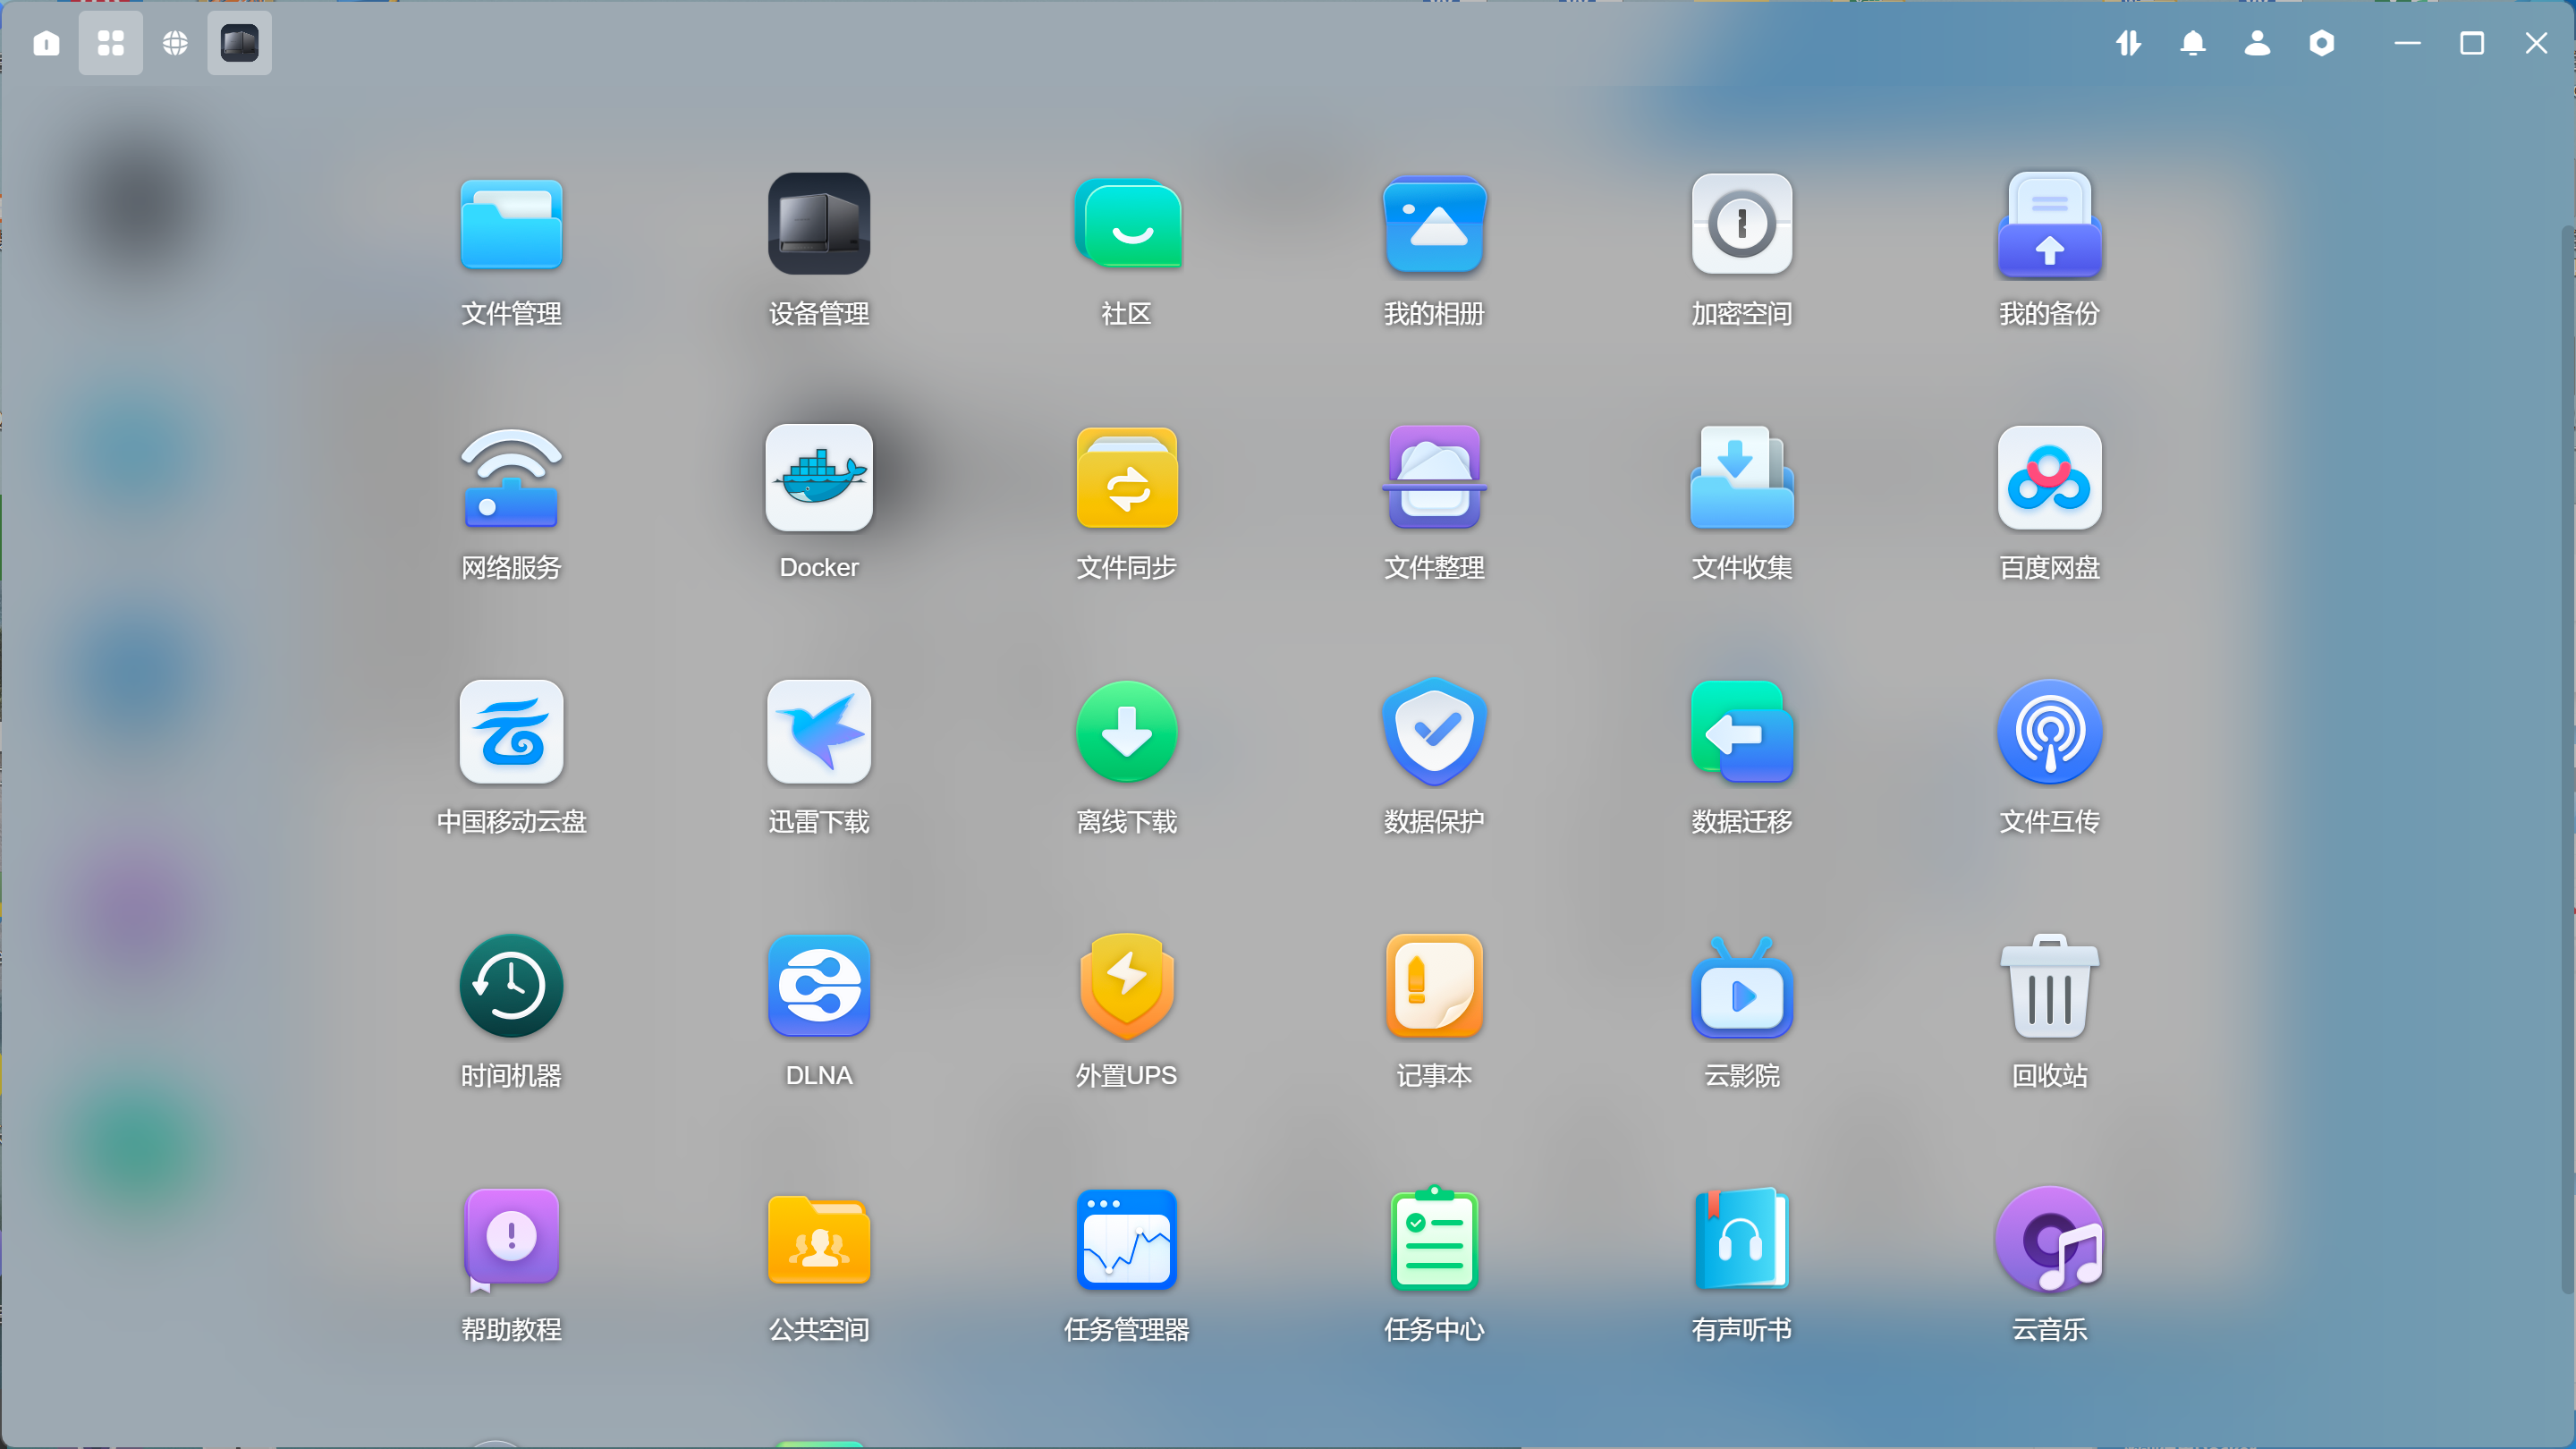 文件管理
设备管理
社区
我的相册
加密空间
我的备份
网络服务
Docker
文件同步
文件整理
文件收集
百度网盘
中国移动云盘
迅雷下载
离线下载
数据保护
数据迁移
文件互传
时间机器
DLNA
外置UPS
记事本
云影院
回收站
帮助教程
公共空间
任务管理器
任务中心
有声听书
云音乐